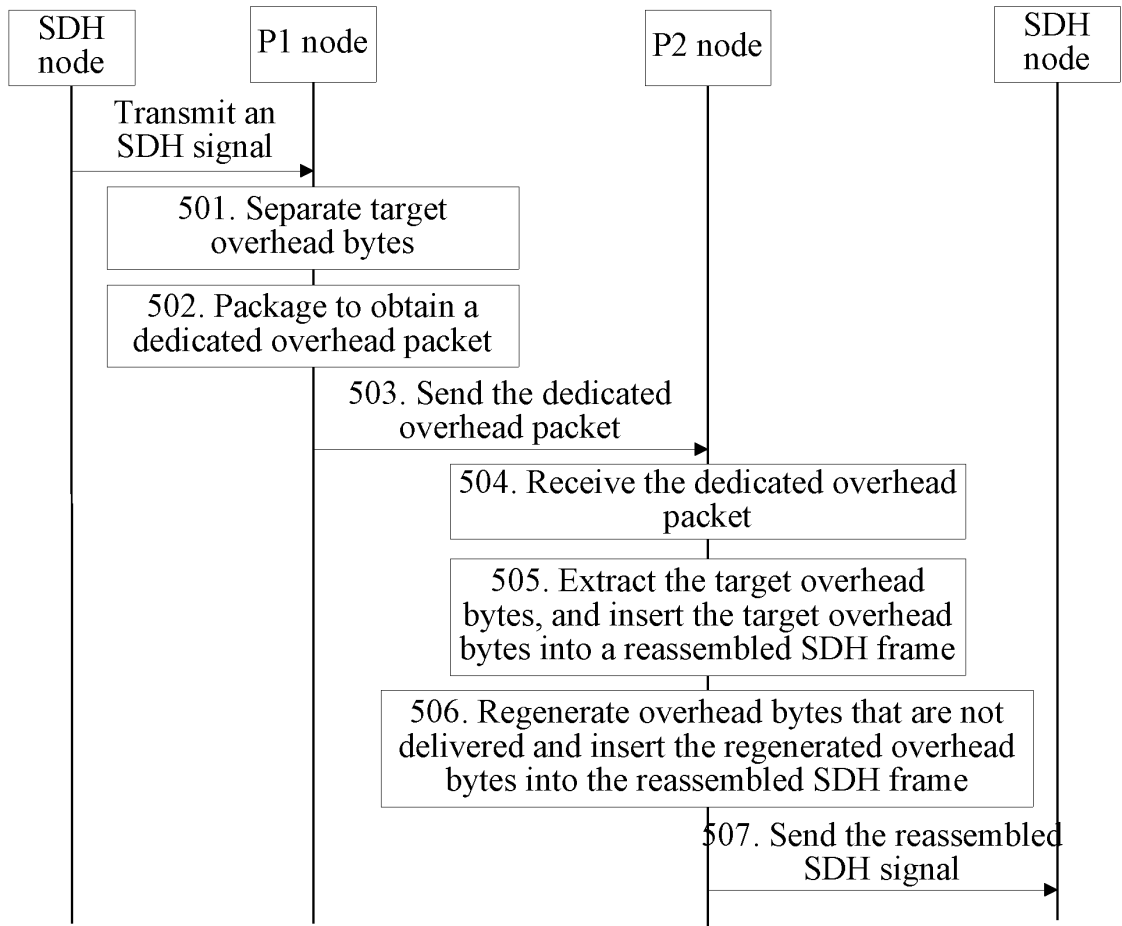 SDH
node
P1 node
P2 node
SDH
node
Transmit an
SDH signal
501. Separate target
overhead bytes
502. Package to obtain a
dedicated overhead packet
503. Send the dedicated
overhead packet
504. Receive the dedicated overhead
packet
505. Extract the target overhead
bytes, and insert the target overhead
bytes into a reassembled SDH frame
506. Regenerate overhead bytes that are not
delivered and insert the regenerated overhead
bytes into the reassembled SDH frame
507. Send the reassembled
SDH signal